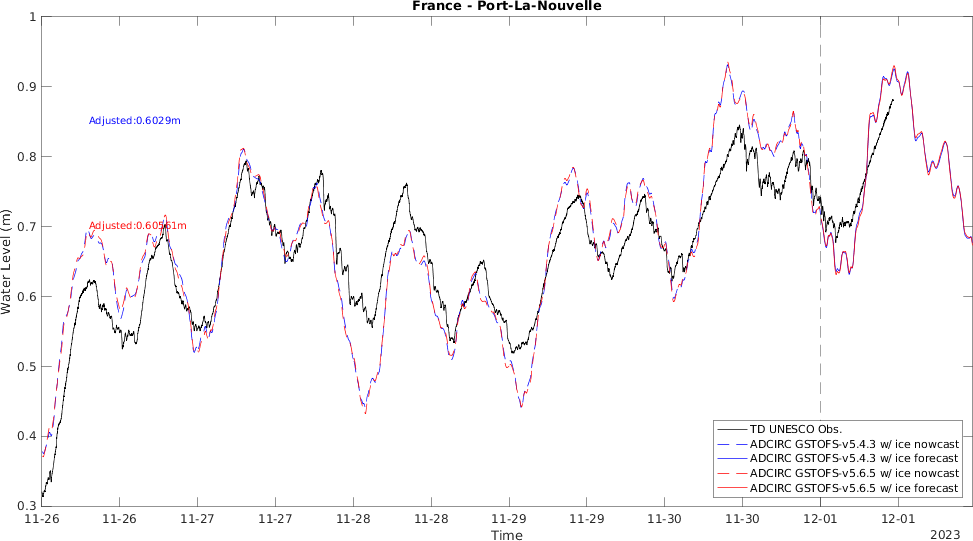 France - Port-La-Nouvelle
1
0.9
0.8
0.7
0.6
0.5
0.4
0.3
Water Level (m)
Adjusted:0.6029m
TD UNESCO Obs.
ADCIRC GSTOFS-v5.4.3 w/ ice nowcast
ADCIRC GSTOFS-v5.4.3 w/ ice forecast
ADCIRC GSTOFS-v5.6.5 w/ ice nowcast
ADCIRC GSTOFS-v5.6.5 w/ ice forecast
11-26 11-26 11-27 11-27 11-28 11-28 11-29 11-29 11-30 11-30 12-01 12-01
Time
2023